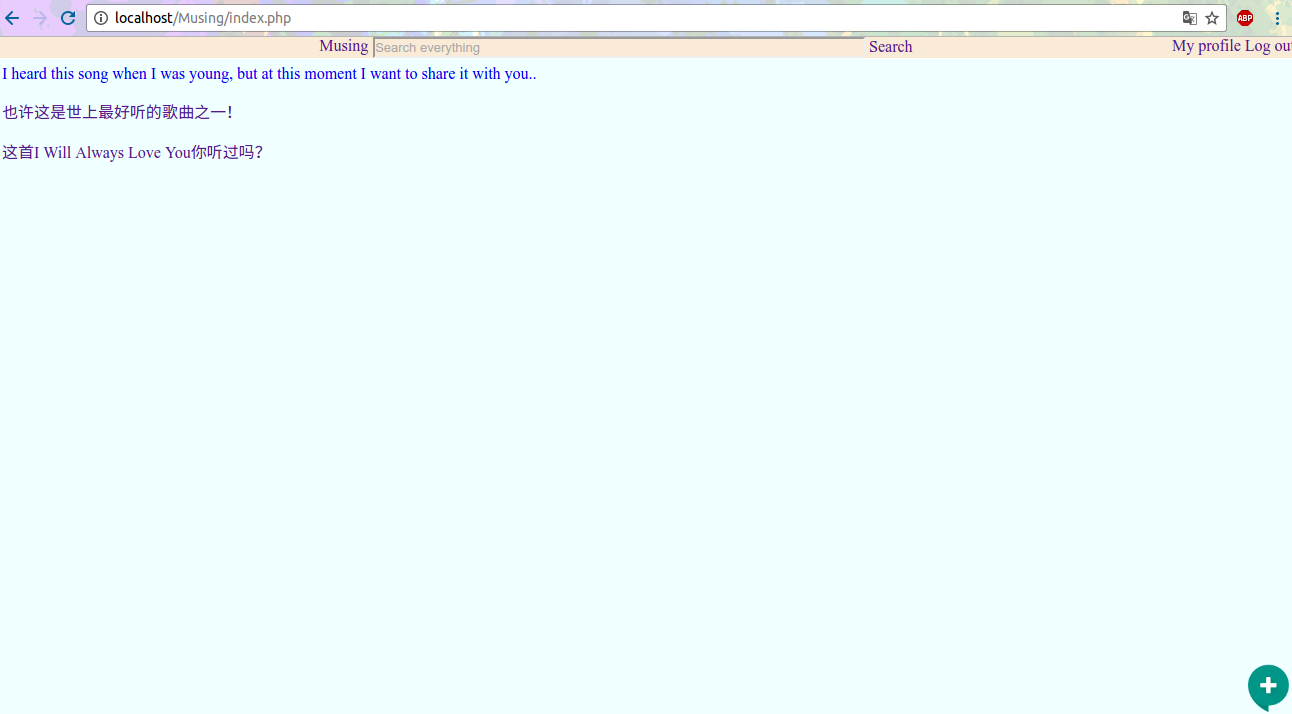 localhost/Musing/index.php
ABP
Musing Search everything Search My profile Log out
I heard this song when I was young, but at this moment I want to share it with you..
也许这是世上最好听的歌曲之一！
这首I Will Always Love You你听过吗？